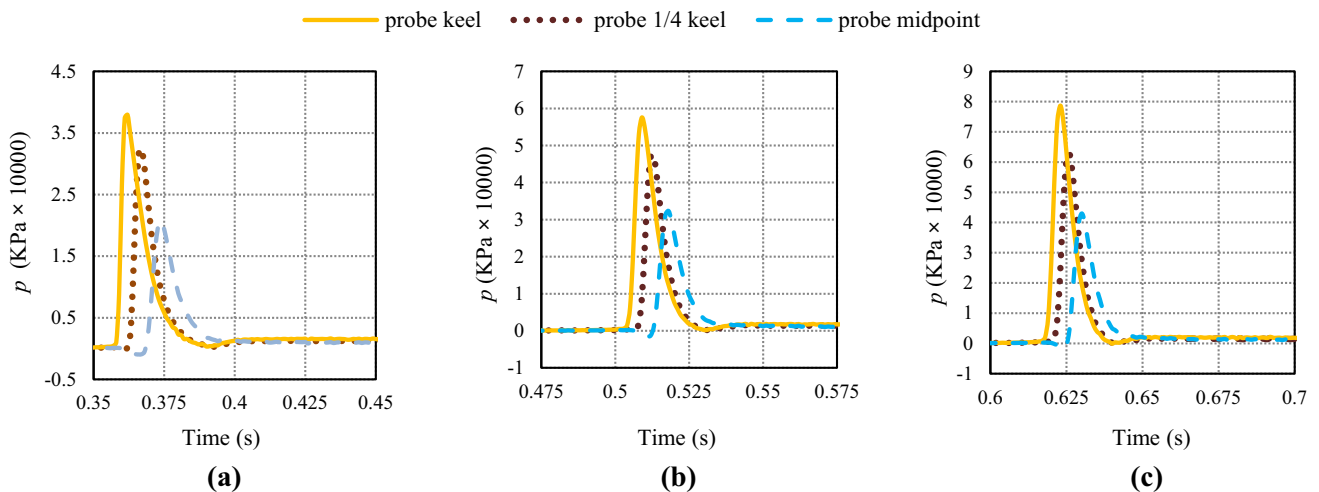 probe keel probe 1/4 keel probe midpoint
4.5
3.5
2.5
1.5
0.5
-0.5
p (KPa × 10000)
0.35 0.375 0.4 0.425 0.45
Time (s)
(a)
7
6
5
4
3
2
1
0
-1
p (KPa × 10000)
0.475 0.5 0.525 0.55 0.575
Time (s)
(b)
9
8
7
6
5
4
3
2
1
0
-1
p (KPa × 10000)
0.6 0.625 0.65 0.675 0.7
Time (s)
(c)